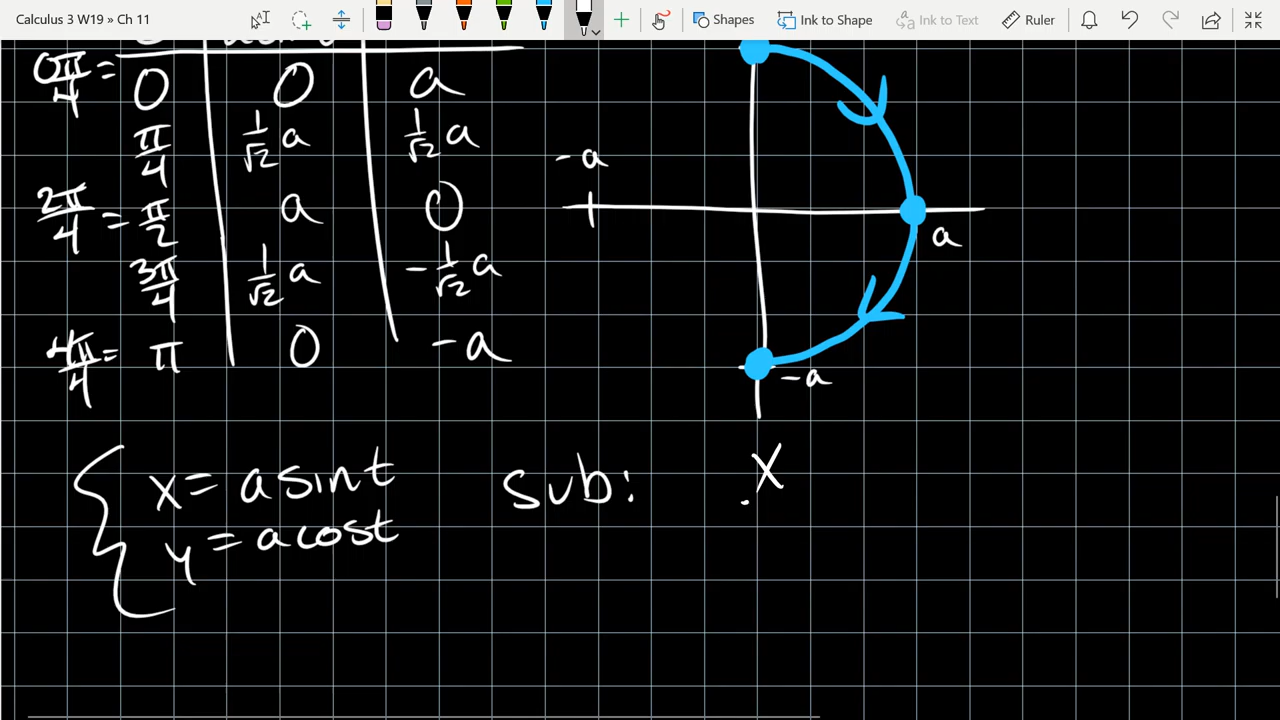 Calculus 3 W19 » Ch 11
Shapes
Ink to Shape
Ink to Text
Ruler
0π/4 = 0 0 a
π/4 1/√2 a 1/√2 a
2π/4 = π/2 a 0
3π/4 1/√2 a -1/√2 a
4π/4 = π 0 -a
-a
a
-a
x = a sin t
y = a cos t
sub: x